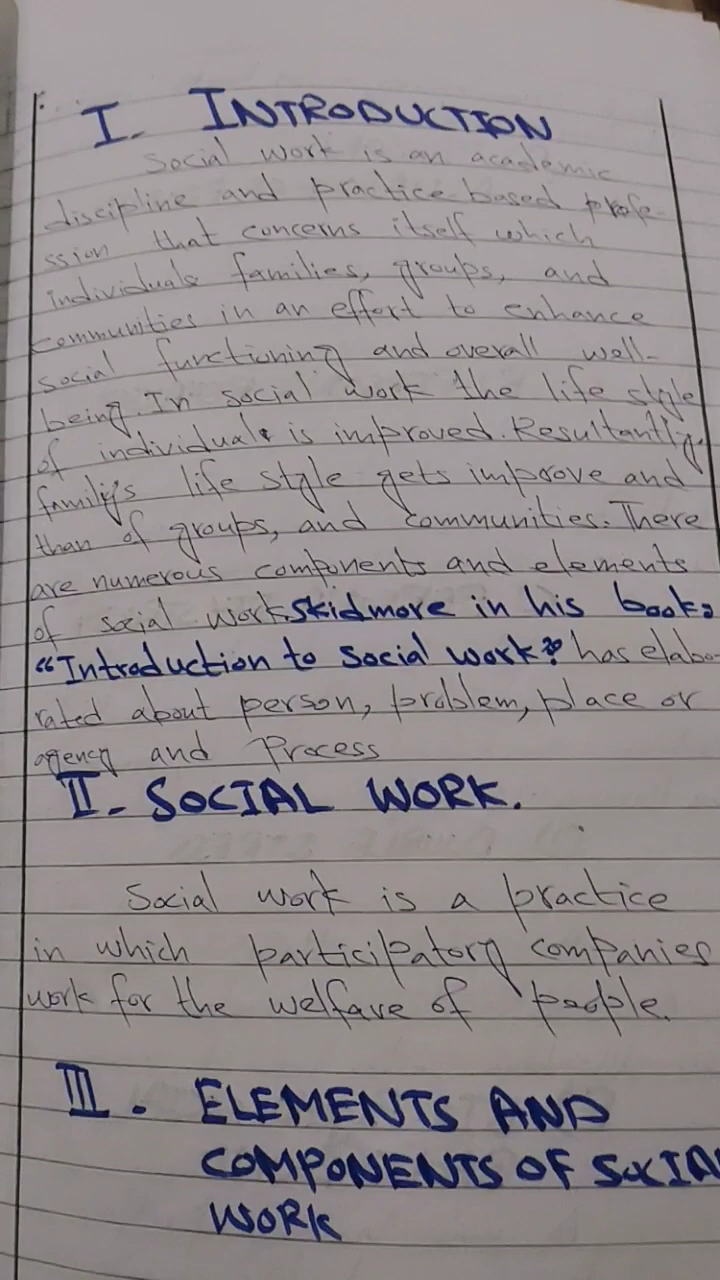 I. INTRODUCTION
Social work is an academic
discipline and practice based profe-
ssion that concerns itself which
individuals families, groups, and
communities in an effort to enhance
social functioning and overall well-
being. In social work the life style
of individuals is improved. Resultantly,
family's life style gets improve and
than of groups, and communities. There
are numerous components and elements
of social work. Skidmore in his book,
"Introduction to Social work" has elabo-
rated about person, problem, place or
agency and Process
II- SOCIAL WORK.
Social work is a practice
in which participatory companies
work for the welfare of people.
III. ELEMENTS AND
COMPONENTS OF SOCIAL
WORK